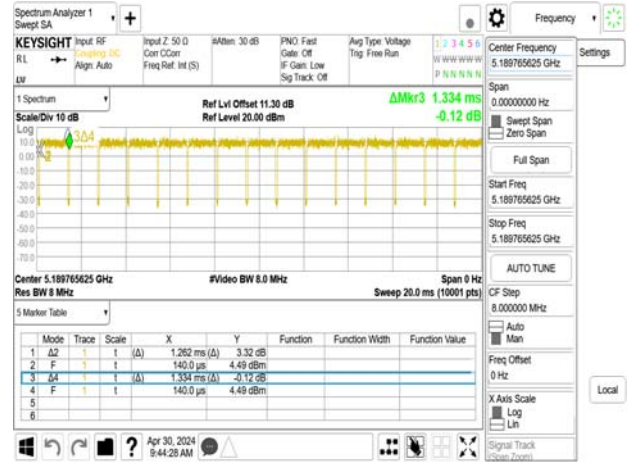 Spectrum Analyzer 1
Swept SA
+
Frequency
KEYSIGHT Input: RF Input Z: 50 Ω #Atten: 30 dB PNO: Fast Avg Type: Voltage 1 2 3 4 5 6
RL Coupling: DC Corr CCorr Gate: Off Trig: Free Run W W W W W W
Align: Auto Freq Ref: Int (S) IF Gain: Low P N N N N N
Sig Track: Off
1 Spectrum
Scale/Div 10 dB
Ref Lvl Offset 11.30 dB
Ref Level 20.00 dBm
ΔMkr3 1.334 ms
-0.12 dB
Log
10.0
0.00
-10.0
-20.0
-30.0
-40.0
-50.0
-60.0
-70.0
3Δ4
2
Center 5.189765625 GHz #Video BW 8.0 MHz Span 0 Hz
Res BW 8 MHz Sweep 20.0 ms (10001 pts)
5 Marker Table
Mode Trace Scale X Y Function Function Width Function Value
1 Δ2 1 t (Δ) 1.262 ms (Δ) 3.32 dB
2 F 1 t 140.0 µs 4.49 dBm
3 Δ4 1 t (Δ) 1.334 ms (Δ) -0.12 dB
4 F 1 t 140.0 µs 4.49 dBm
5
6
?
Apr 30, 2024
9:44:28 AM
Center Frequency
5.189765625 GHz
Settings
Span
0.00000000 Hz
Swept Span
Zero Span
Full Span
Start Freq
5.189765625 GHz
Stop Freq
5.189765625 GHz
AUTO TUNE
CF Step
8.000000 MHz
Auto
Man
Freq Offset
0 Hz
X Axis Scale
Log
Lin
Local
Signal Track
(Span Zoom)